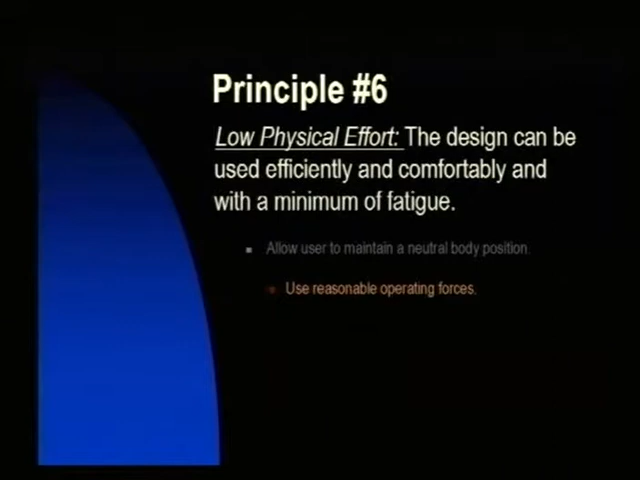 Principle #6
Low Physical Effort: The design can be
used efficiently and comfortably and
with a minimum of fatigue.
Allow user to maintain a neutral body position.
Use reasonable operating forces.